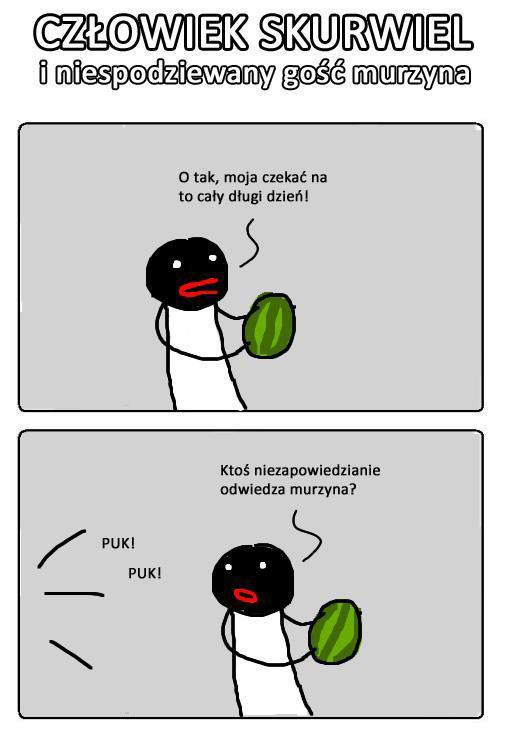 CZŁOWIEK SKURWIEL
i niespodziewany gość murzyna
O tak, moja czekać na
to cały długi dzień!
Ktoś niezapowiedzianie
odwiedza murzyna?
PUK!
PUK!